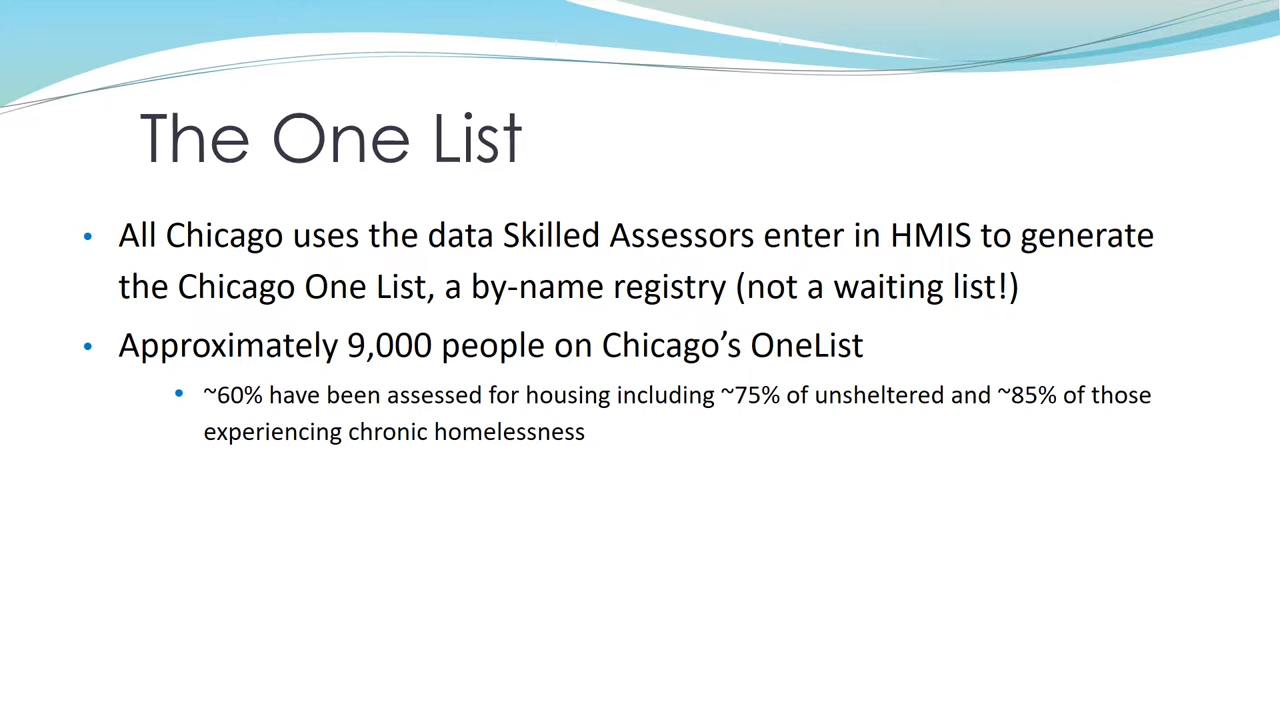 The One List
• All Chicago uses the data Skilled Assessors enter in HMIS to generate
the Chicago One List, a by-name registry (not a waiting list!)
• Approximately 9,000 people on Chicago’s OneList
• ~60% have been assessed for housing including ~75% of unsheltered and ~85% of those
experiencing chronic homelessness